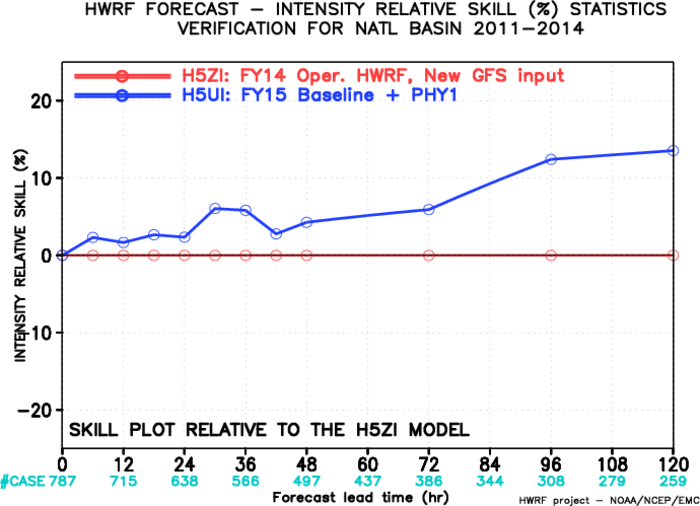 HWRF FORECAST – INTENSITY RELATIVE SKILL (%) STATISTICS
VERIFICATION FOR NATL BASIN 2011–2014
H5ZI: FY14 Oper. HWRF, New GFS input
H5UI: FY15 Baseline + PHY1
INTENSITY RELATIVE SKILL (%)
20
10
0
–10
–20
SKILL PLOT RELATIVE TO THE H5ZI MODEL
0 12 24 36 48 60 72 84 96 108 120
#CASE 787 715 638 566 497 437 386 344 308 279 259
Forecast lead time (hr)
HWRF project – NOAA/NCEP/EMC